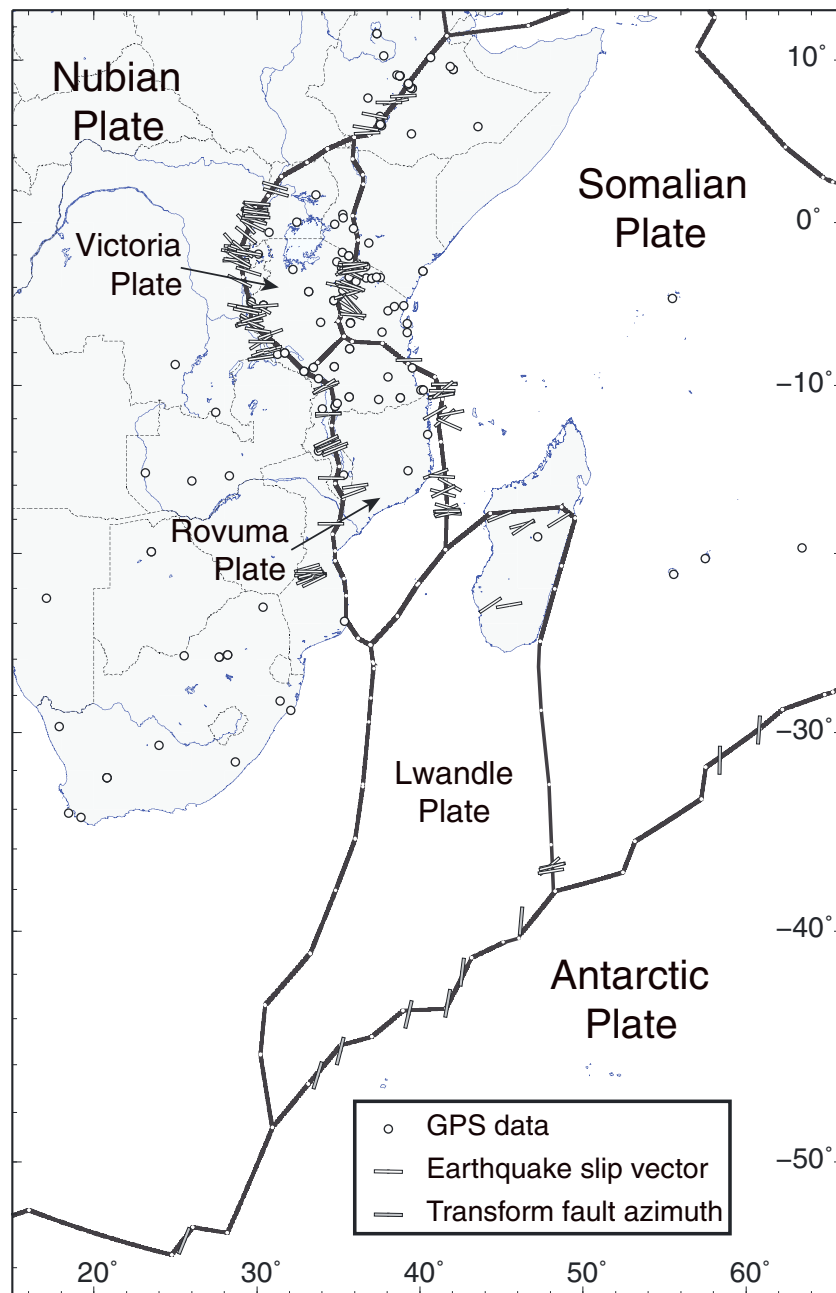 Nubian
Plate
10°
Somalian
Plate
0°
Victoria
Plate
−10°
Rovuma
Plate
−30°
Lwandle
Plate
−40°
Antarctic
Plate
GPS data
Earthquake slip vector
Transform fault azimuth
−50°
20°
30°
40°
50°
60°